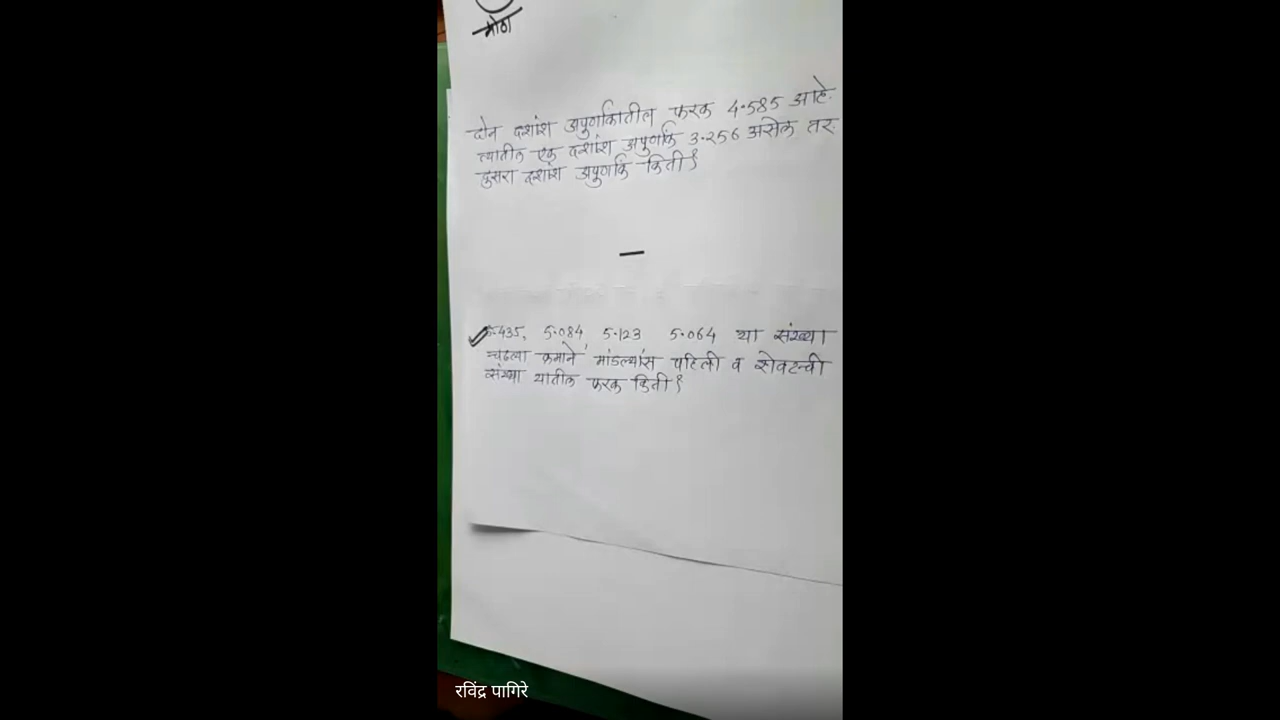 मोठा
दोन दशांश अपुर्णांकातील फरक 4.585 आहे.
त्यातील एक दशांश अपुर्णांक 3.256 असेल तर
दुसरा दशांश अपुर्णांक किती?
5.435, 5.084, 5.123 5.064 या संख्या
चढत्या क्रमाने मांडल्यास पहिली व शेवटची
संख्या यातील फरक किती?
रविंद्र पागिरे